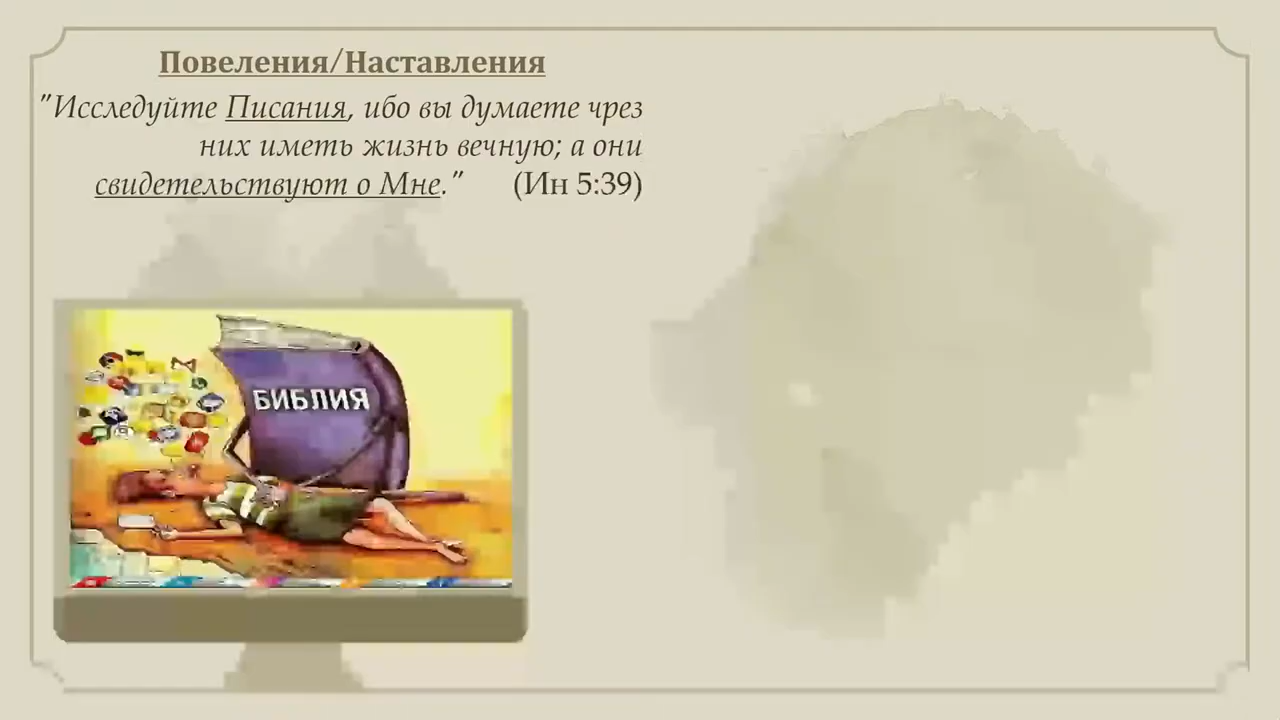 Повеления/Наставления
"Исследуйте Писания, ибо вы думаете чрез
них иметь жизнь вечную; а они
свидетельствуют о Мне." (Ин 5:39)
БИБЛИЯ